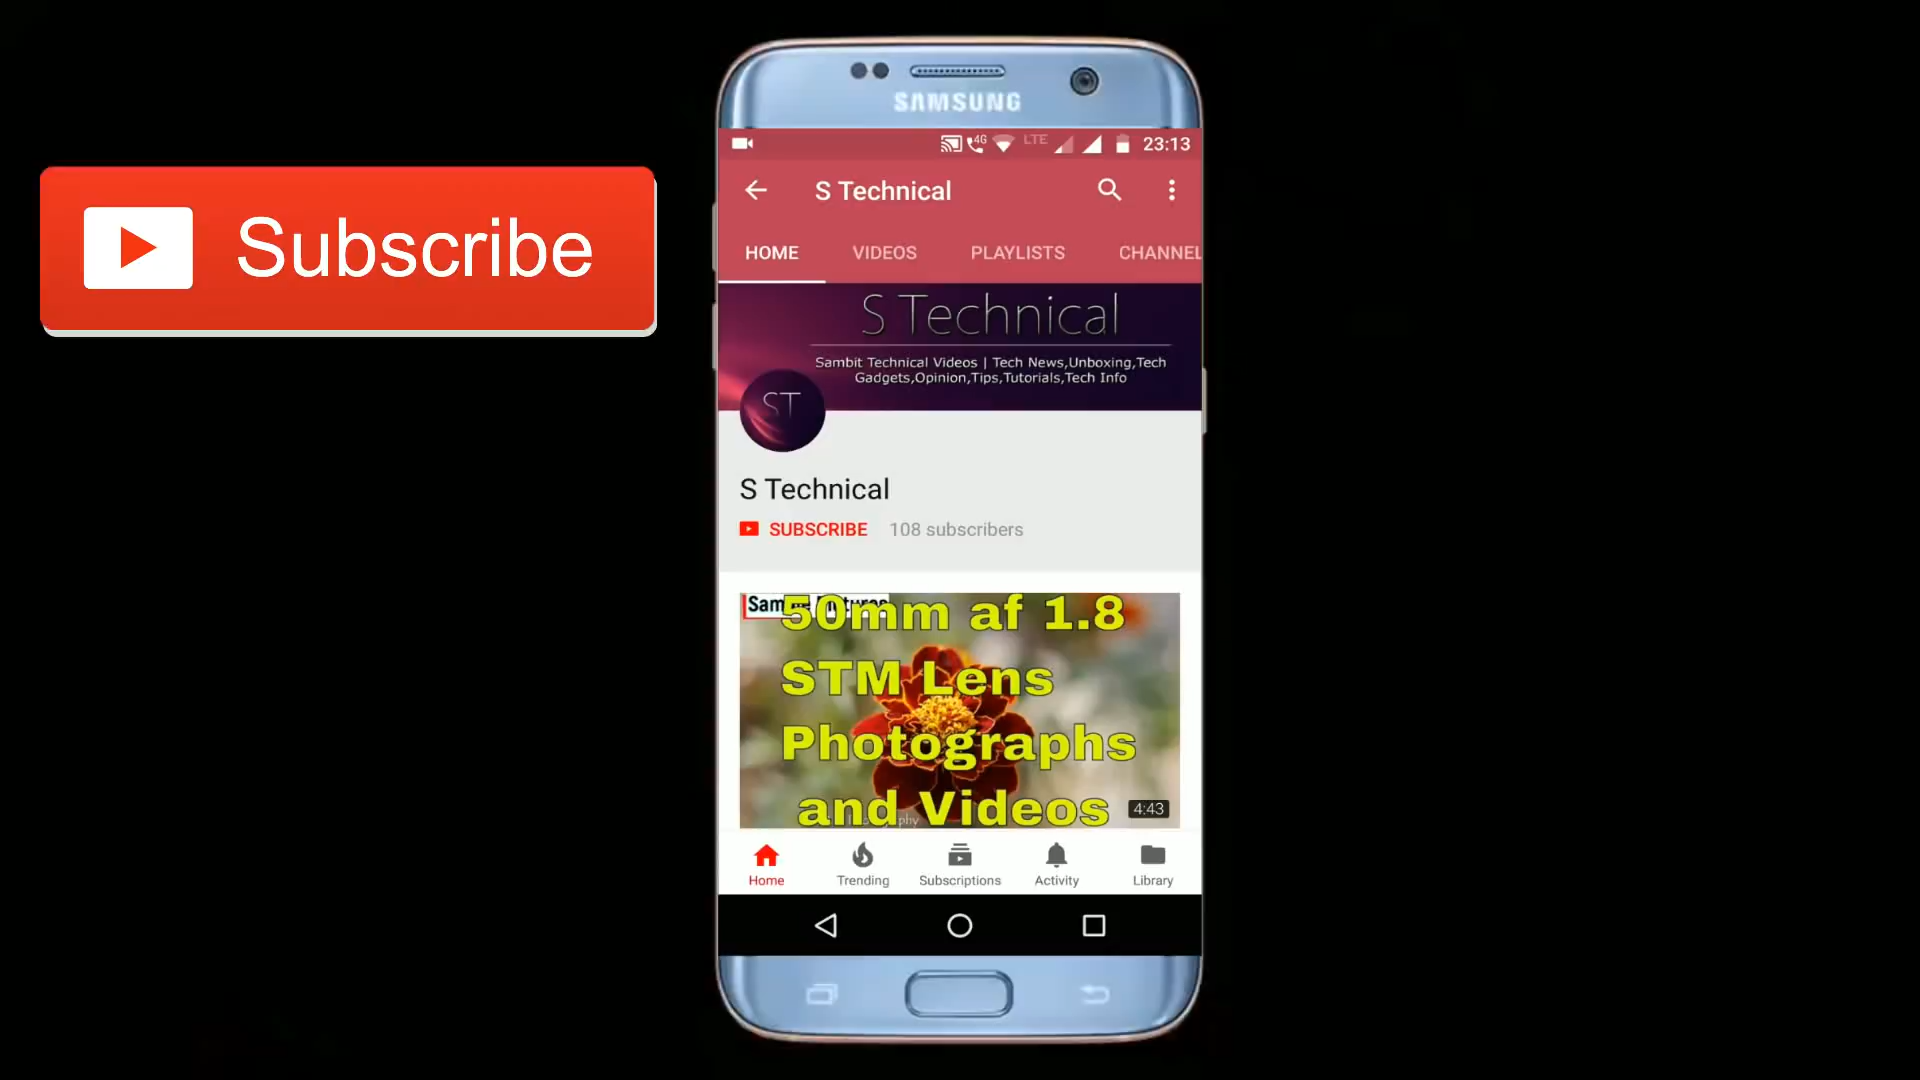 Subscribe
SAMSUNG
4G LTE 23:13
S Technical
HOME VIDEOS PLAYLISTS CHANNEL
S Technical
Sambit Technical Videos | Tech News,Unboxing,Tech
Gadgets,Opinion,Tips,Tutorials,Tech Info
ST
S Technical
SUBSCRIBE 108 subscribers
50mm af 1.8
STM Lens
Photographs
and Videos
4:43
Home Trending Subscriptions Activity Library